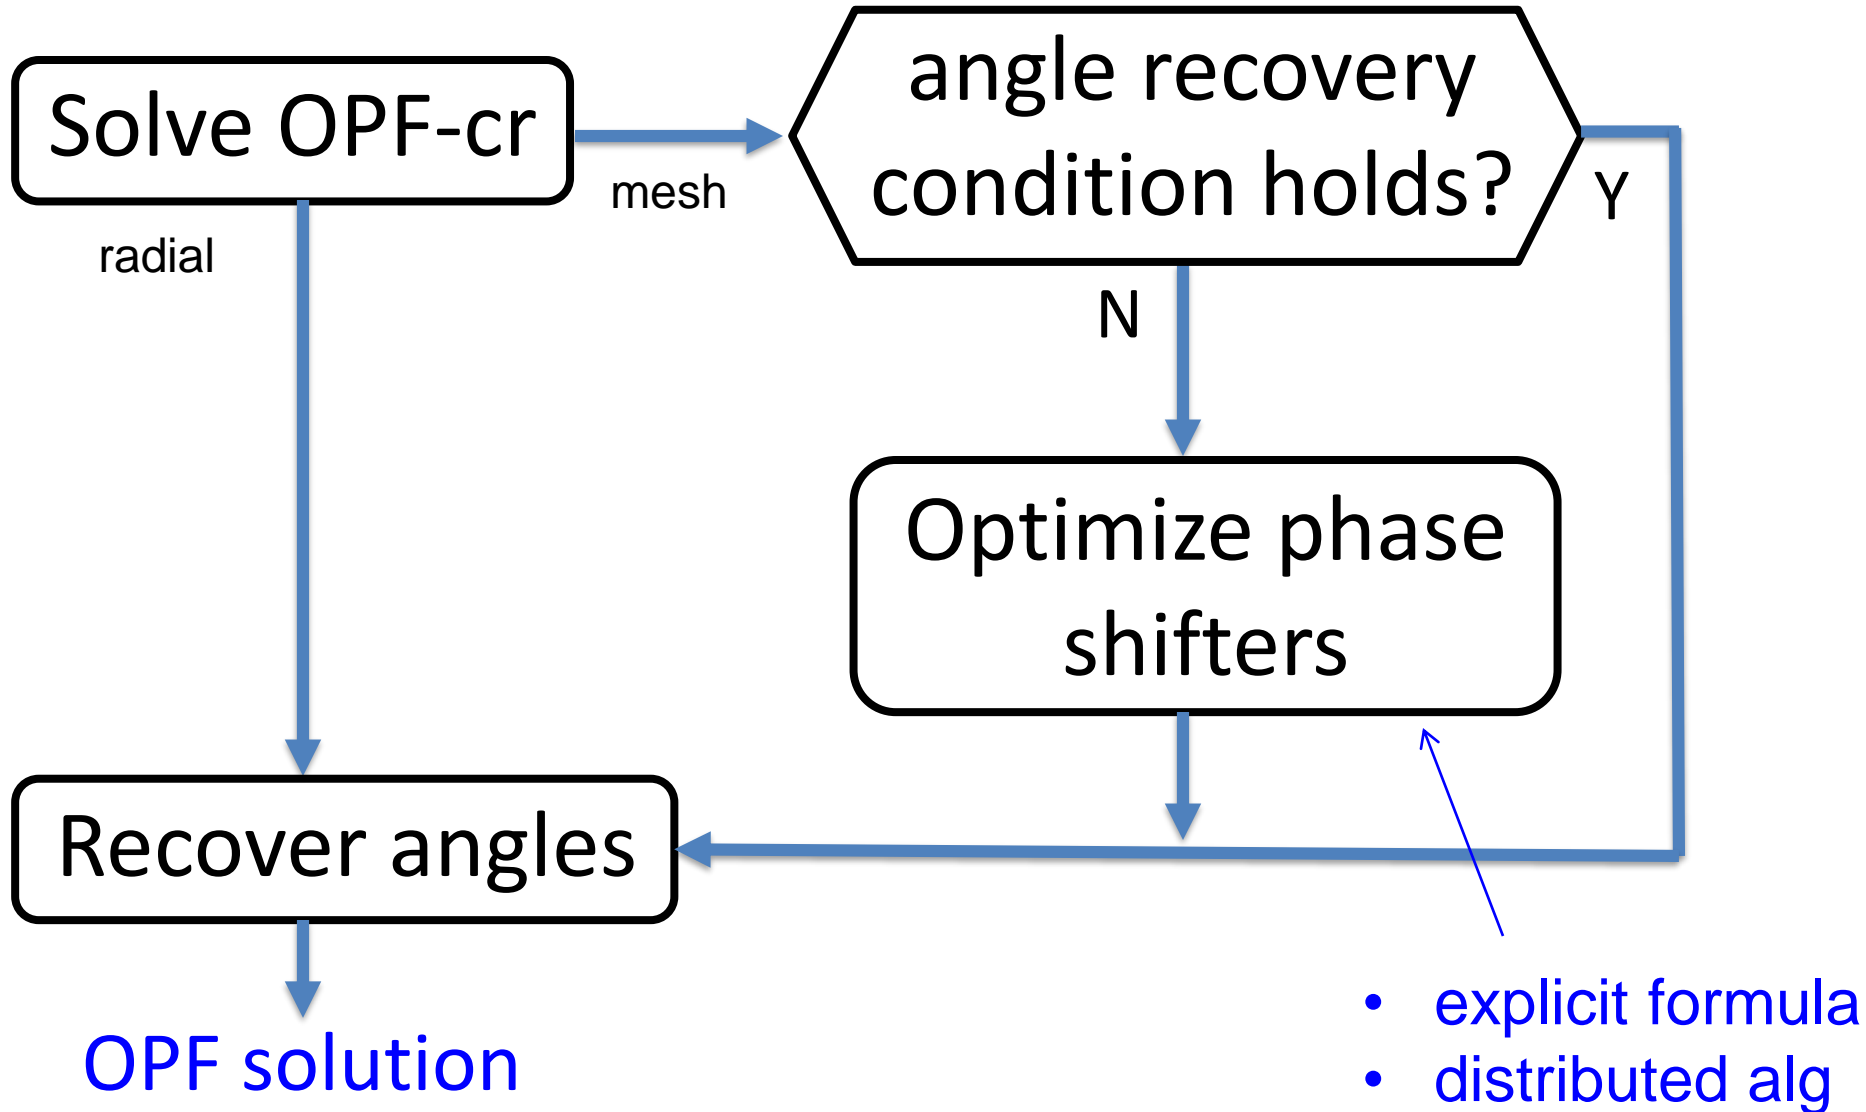 Solve OPF-cr
angle recovery
condition holds?
mesh
Y
radial
N
Optimize phase
shifters
Recover angles
OPF solution
• explicit formula
• distributed alg